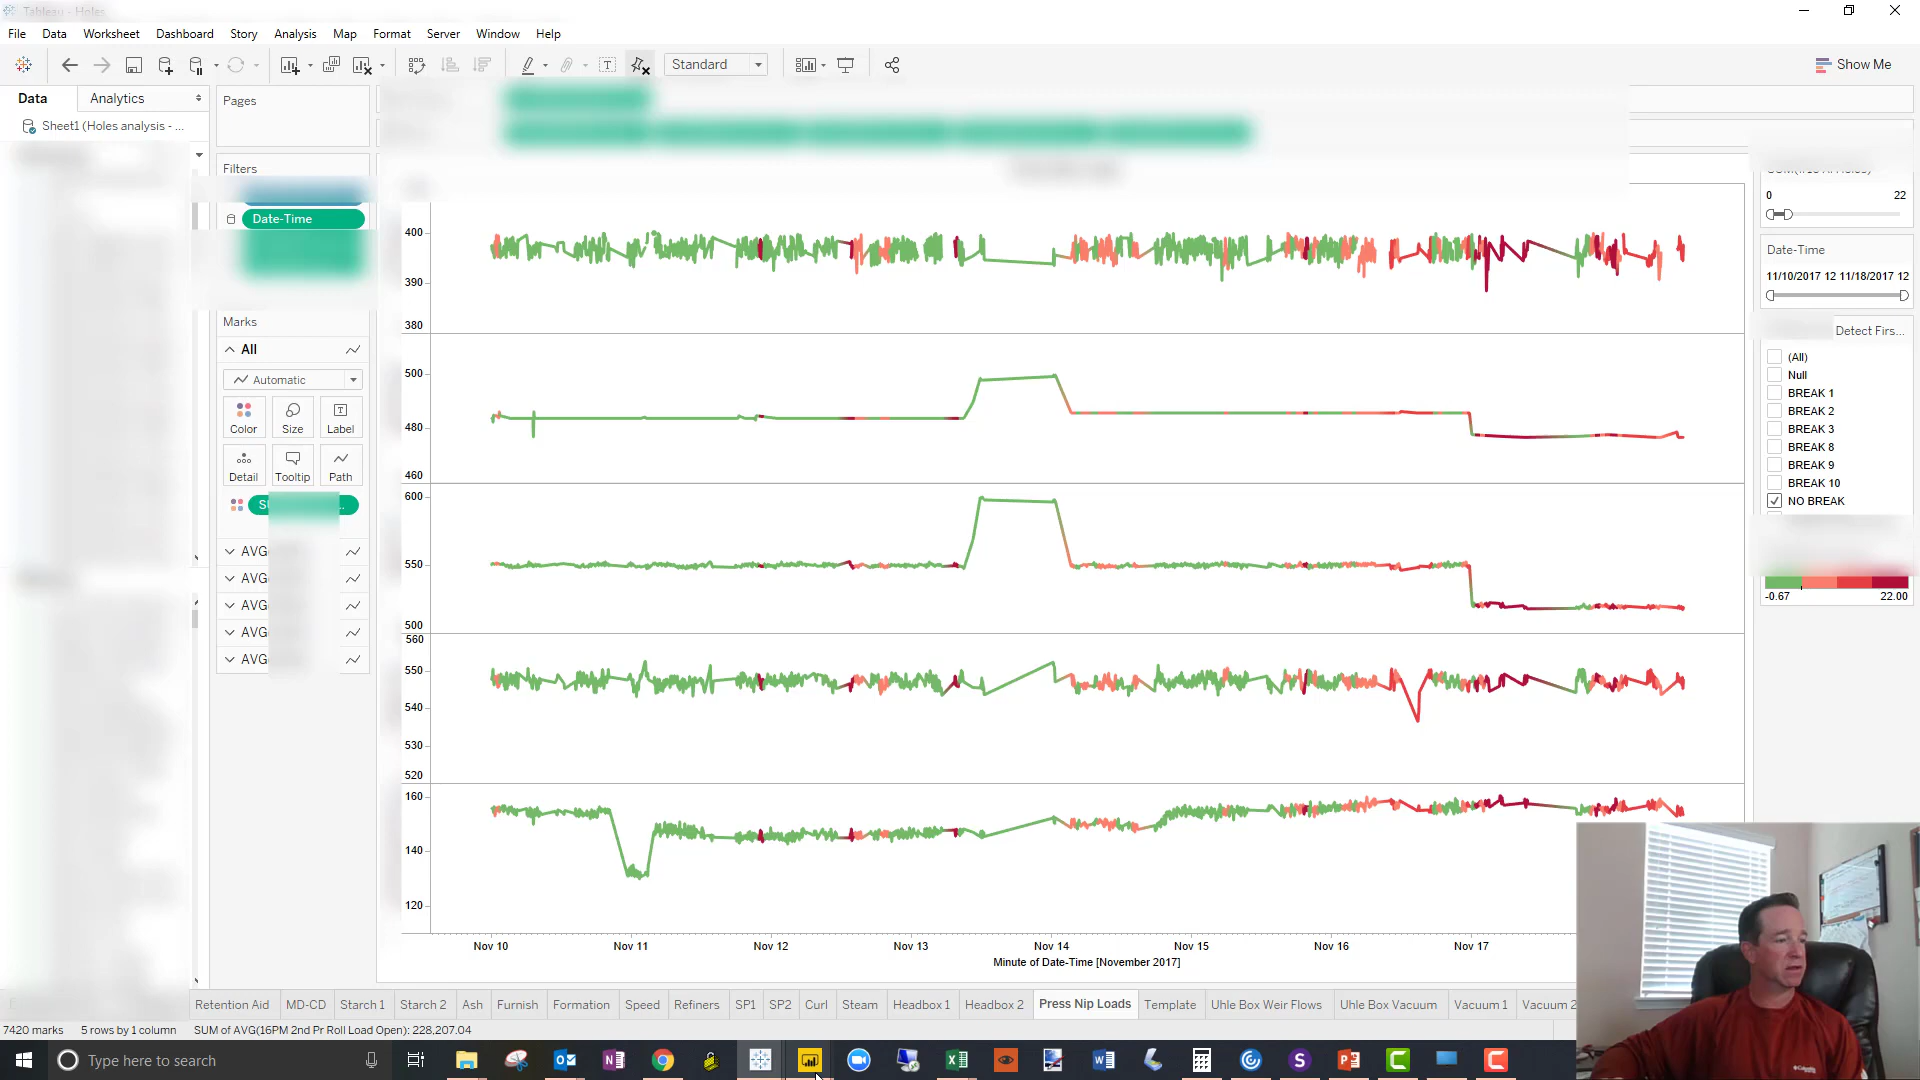 Tableau - Holes
File Data Worksheet Dashboard Story Analysis Map Format Server Window Help
Standard
Show Me
Data Analytics
Sheet1 (Holes analysis - ...
Pages
Filters
Date-Time
Marks
All
Automatic
Color Size Label
Detail Tooltip Path
AVG
AVG
AVG
AVG
AVG
400
390
380
500
480
460
600
550
500
560
550
540
530
520
160
140
120
Nov 10 Nov 11 Nov 12 Nov 13 Nov 14 Nov 15 Nov 16 Nov 17
Minute of Date-Time [November 2017]
0 22
Date-Time
11/10/2017 12 11/18/2017 12
Detect Firs...
(All)
Null
BREAK 1
BREAK 2
BREAK 3
BREAK 8
BREAK 9
BREAK 10
NO BREAK
-0.67 22.00
Retention Aid MD-CD Starch 1 Starch 2 Ash Furnish Formation Speed Refiners SP1 SP2 Curl Steam Headbox 1 Headbox 2 Press Nip Loads Template Uhle Box Weir Flows Uhle Box Vacuum Vacuum 1 Vacuum 2
7420 marks 5 rows by 1 column SUM of AVG(16PM 2nd Pr Roll Load Open): 228,207.04
Type here to search